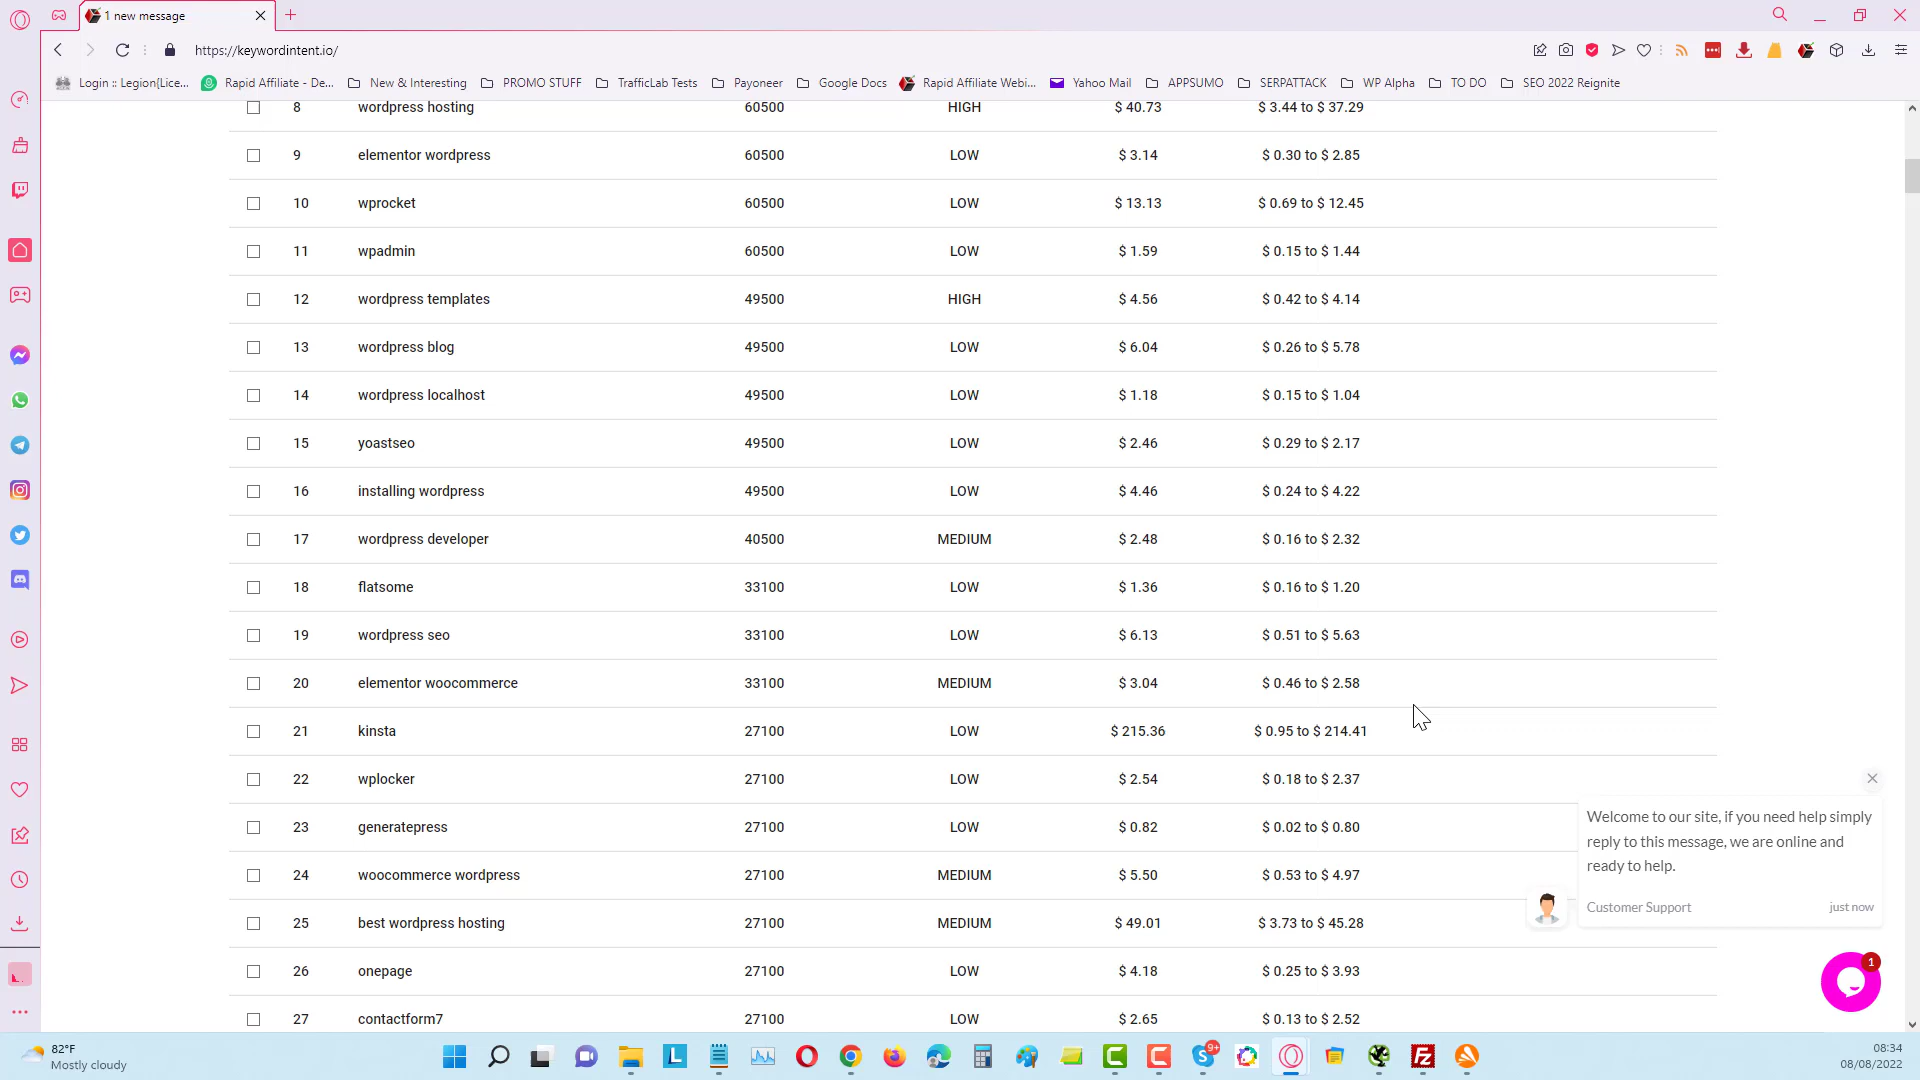 1 new message
https://keywordintent.io/
Login :: Legion{Lice... Rapid Affiliate - De... New & Interesting PROMO STUFF TrafficLab Tests Payoneer Google Docs Rapid Affiliate Webi... Yahoo Mail APPSUMO SERPATTACK WP Alpha TO DO SEO 2022 Reignite
8 wordpress hosting 60500 HIGH $ 40.73 $ 3.44 to $ 37.29
9 elementor wordpress 60500 LOW $ 3.14 $ 0.30 to $ 2.85
10 wprocket 60500 LOW $ 13.13 $ 0.69 to $ 12.45
11 wpadmin 60500 LOW $ 1.59 $ 0.15 to $ 1.44
12 wordpress templates 49500 HIGH $ 4.56 $ 0.42 to $ 4.14
13 wordpress blog 49500 LOW $ 6.04 $ 0.26 to $ 5.78
14 wordpress localhost 49500 LOW $ 1.18 $ 0.15 to $ 1.04
15 yoastseo 49500 LOW $ 2.46 $ 0.29 to $ 2.17
16 installing wordpress 49500 LOW $ 4.46 $ 0.24 to $ 4.22
17 wordpress developer 40500 MEDIUM $ 2.48 $ 0.16 to $ 2.32
18 flatsome 33100 LOW $ 1.36 $ 0.16 to $ 1.20
19 wordpress seo 33100 LOW $ 6.13 $ 0.51 to $ 5.63
20 elementor woocommerce 33100 MEDIUM $ 3.04 $ 0.46 to $ 2.58
21 kinsta 27100 LOW $ 215.36 $ 0.95 to $ 214.41
22 wplocker 27100 LOW $ 2.54 $ 0.18 to $ 2.37
23 generatepress 27100 LOW $ 0.82 $ 0.02 to $ 0.80
24 woocommerce wordpress 27100 MEDIUM $ 5.50 $ 0.53 to $ 4.97
25 best wordpress hosting 27100 MEDIUM $ 49.01 $ 3.73 to $ 45.28
26 onepage 27100 LOW $ 4.18 $ 0.25 to $ 3.93
27 contactform7 27100 LOW $ 2.65 $ 0.13 to $ 2.52
Welcome to our site, if you need help simply
reply to this message, we are online and
ready to help.
Customer Support just now
1
82°F
Mostly cloudy
9+
08:34
08/08/2022